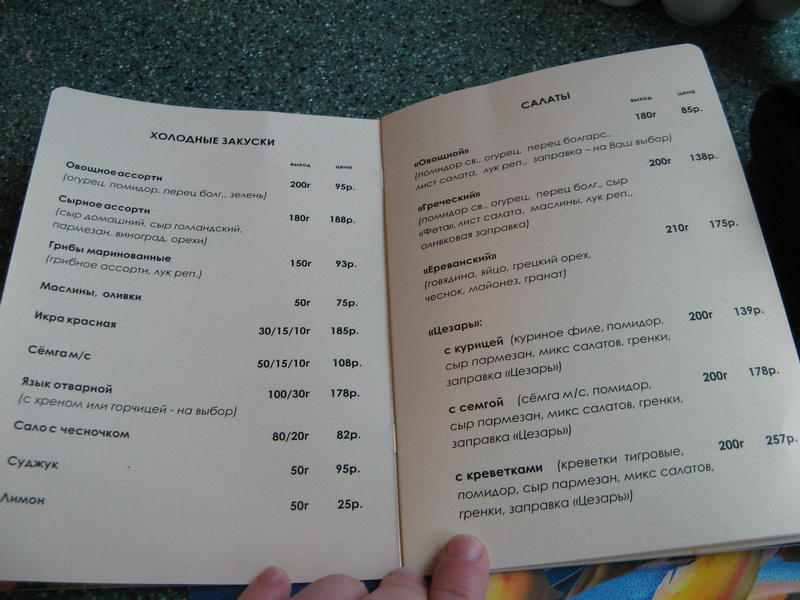 ХОЛОДНЫЕ ЗАКУСКИ
выход цена
Овощное ассорти
(огурец, помидор, перец болг., зелень) 200г 95р.
Сырное ассорти
(сыр домашний, сыр голландский, 180г 188р.
пармезан, виноград, орехи)
Грибы маринованные
(грибное ассорти, лук реп.) 150г 93р.
Маслины, оливки 50г 75р.
Икра красная 30/15/10г 185р.
Сёмга м/с 50/15/10г 108р.
Язык отварной 100/30г 178р.
(с хреном или горчицей - на выбор)
Сало с чесночком 80/20г 82р.
Суджук 50г 95р.
Лимон 50г 25р.
САЛАТЫ
выход цена
«Овощной» 180г 85р.
(помидор св., огурец, перец болгарс.,
лист салата, лук реп., заправка – на Ваш выбор)
«Греческий» 200г 138р.
(помидор св., огурец, перец болг., сыр
«Фета», лист салата, маслины, лук реп.,
оливковая заправка)
«Ереванский» 210г 175р.
(говядина, яйцо, грецкий орех,
чеснок, майонез, гранат)
«Цезарь»:
с курицей (куриное филе, помидор, 200г 139р.
сыр пармезан, микс салатов, гренки,
заправка «Цезарь»)
с семгой (сёмга м/с, помидор, 200г 178р.
сыр пармезан, микс салатов, гренки,
заправка «Цезарь»)
с креветками (креветки тигровые, 200г 257р.
помидор, сыр пармезан, микс салатов,
гренки, заправка «Цезарь»)